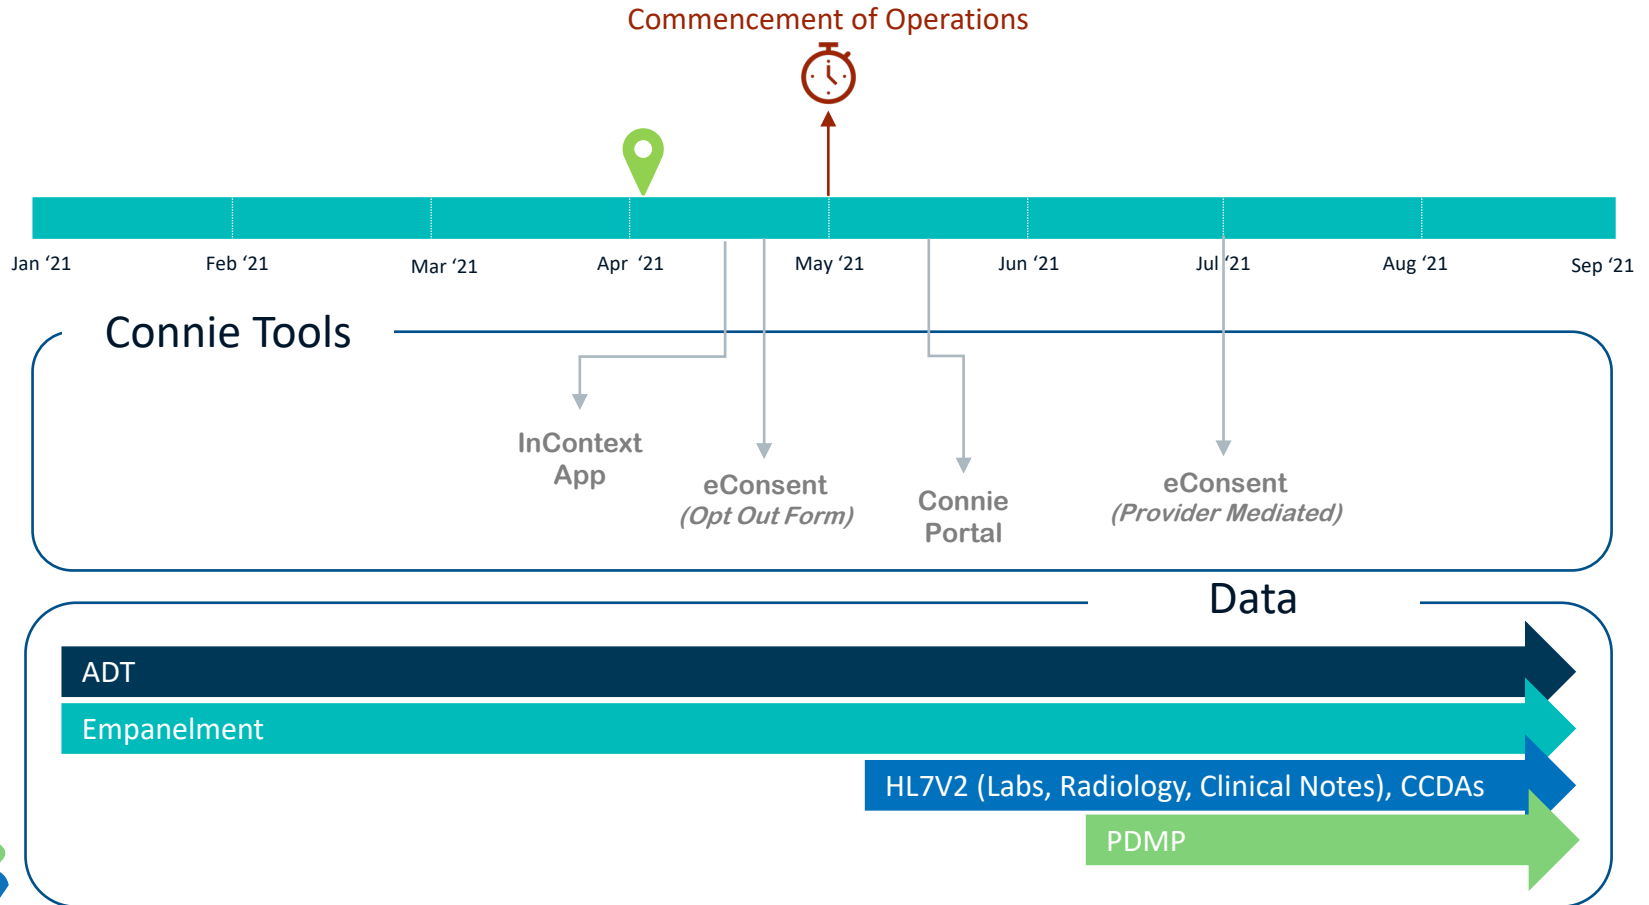 Commencement of Operations
Jan ‘21
Feb ‘21
Mar ‘21
Apr ‘21
May ‘21
Jun ‘21
Jul ‘21
Aug ‘21
Sep ‘21
Connie Tools
InContext
App
eConsent
(Opt Out Form)
Connie
Portal
eConsent
(Provider Mediated)
Data
ADT
Empanelment
HL7V2 (Labs, Radiology, Clinical Notes), CCDAs
PDMP